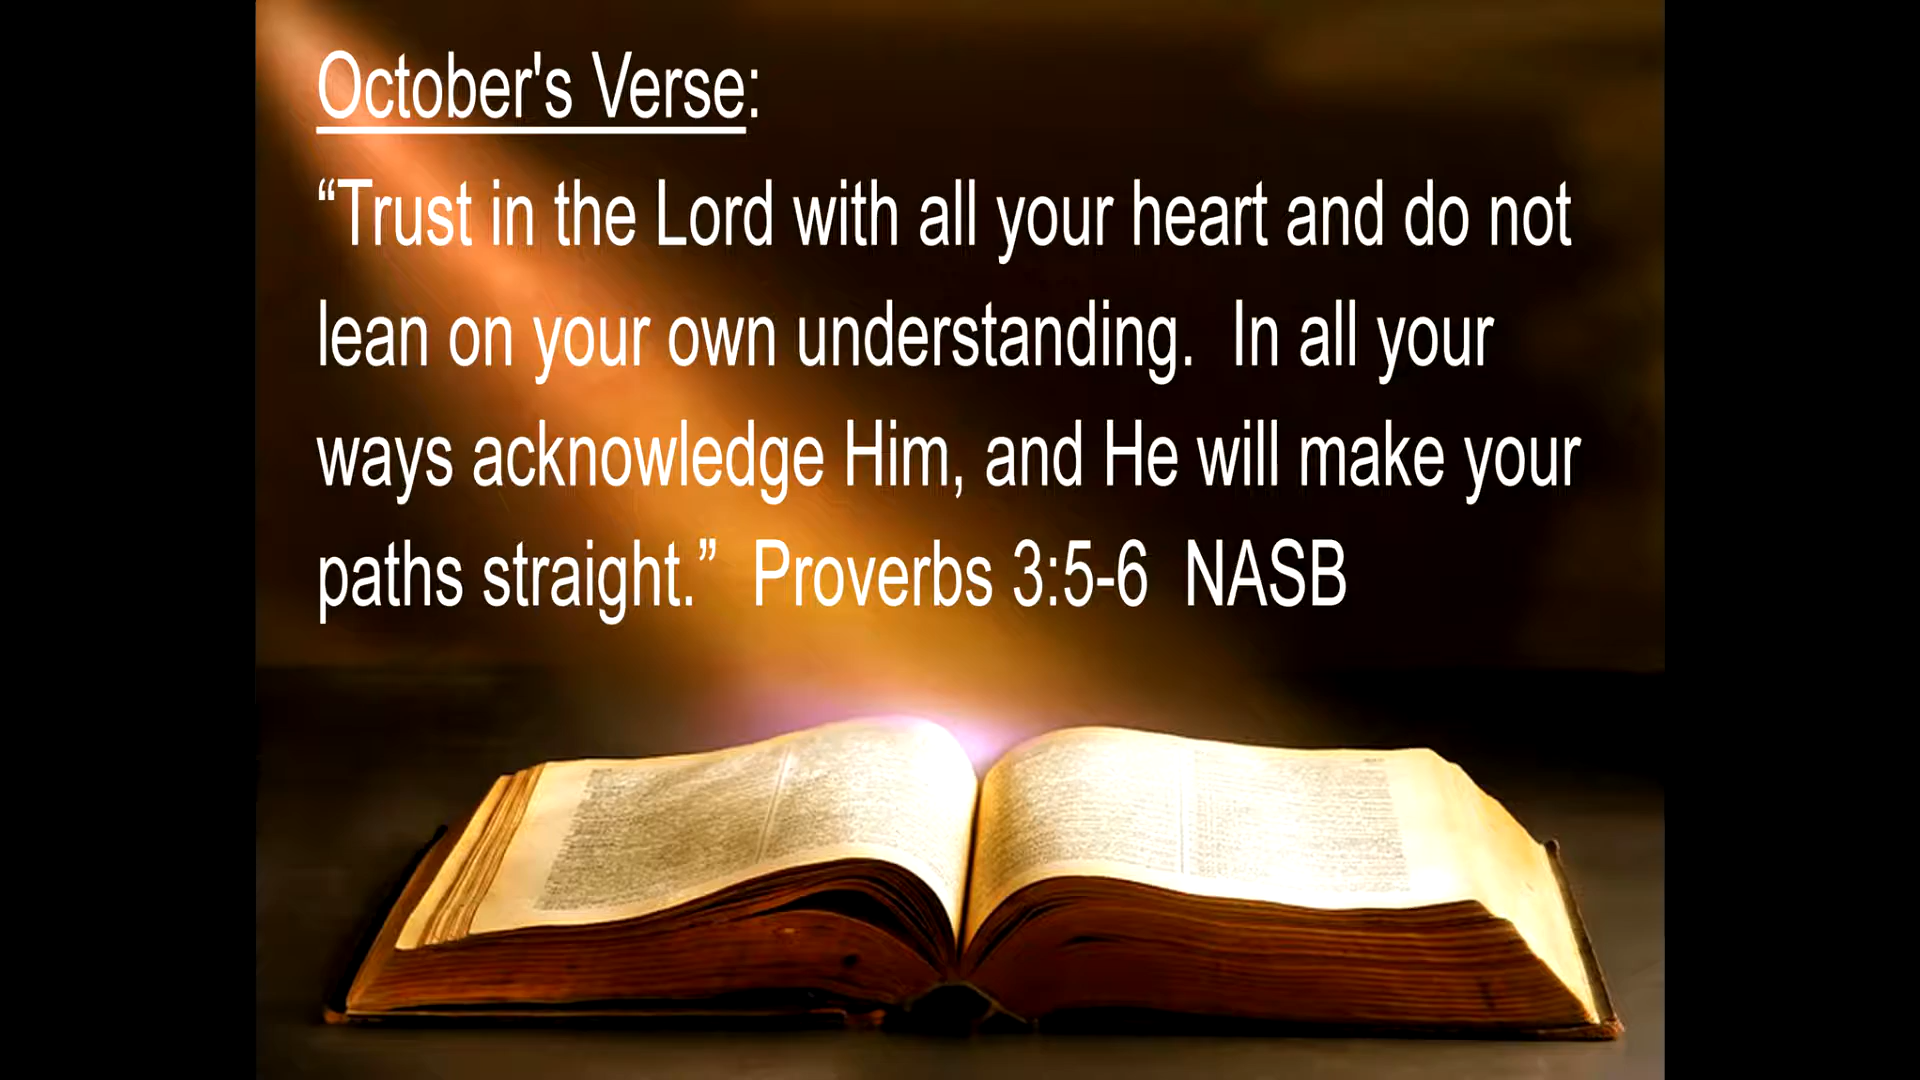 October's Verse:
“Trust in the Lord with all your heart and do not
lean on your own understanding.  In all your
ways acknowledge Him, and He will make your
paths straight.”  Proverbs 3:5-6  NASB